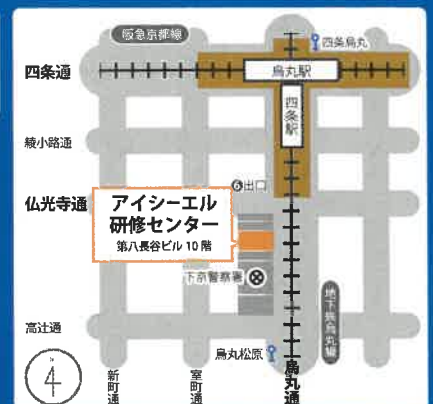 阪急京都線
四条烏丸
四条通
烏丸駅
四条駅
綾小路通
❻出口
仏光寺通
アイシーエル
研修センター
第八長谷ビル10階
下京警察署
地下鉄烏丸線
高辻通
烏丸松原
新町通
室町通
烏丸通